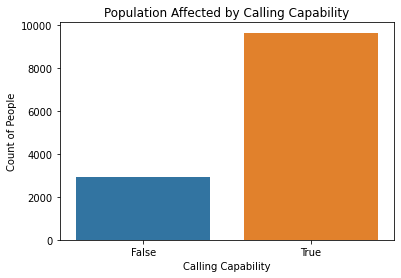 Population Affected by Calling Capability
10000
8000
6000
4000
2000
0
Count of People
False True
Calling Capability